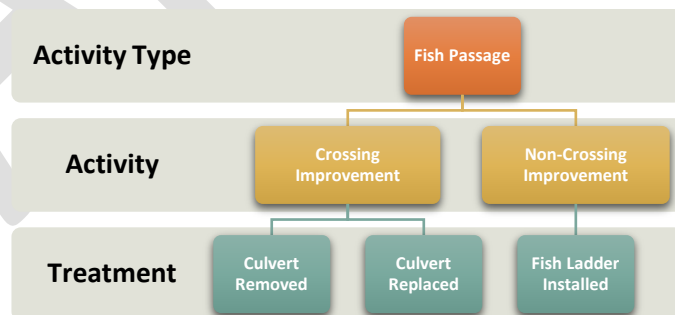 Activity Type
Fish Passage
Activity
Crossing
Improvement
Non-Crossing
Improvement
Treatment
Culvert
Removed
Culvert
Replaced
Fish Ladder
Installed